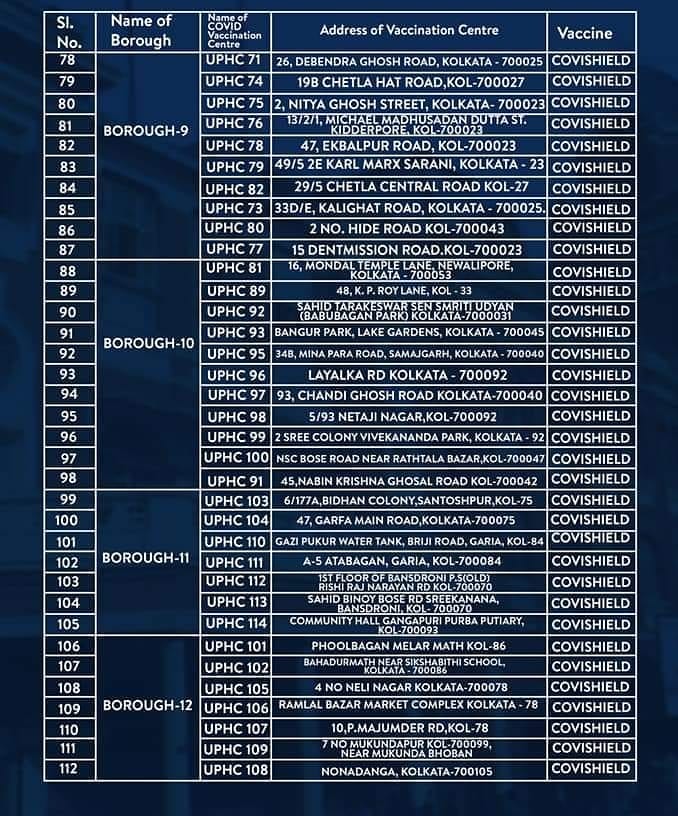 Sl. No. Name of Borough Name of COVID Vaccination Centre Address of Vaccination Centre Vaccine
78 UPHC 71 26, DEBENDRA GHOSH ROAD, KOLKATA - 700025 COVISHIELD
79 UPHC 74 19B CHETLA HAT ROAD,KOL-700027 COVISHIELD
80 UPHC 75 2, NITYA GHOSH STREET, KOLKATA- 700023 COVISHIELD
81 BOROUGH-9 UPHC 76 13/2/1, MICHAEL MADHUSADAN DUTTA ST. KIDDERPORE, KOL-700023 COVISHIELD
82 UPHC 78 47, EKBALPUR ROAD, KOL-700023 COVISHIELD
83 UPHC 79 49/5 2E KARL MARX SARANI, KOLKATA - 23 COVISHIELD
84 UPHC 82 29/5 CHETLA CENTRAL ROAD KOL-27 COVISHIELD
85 UPHC 73 33D/E, KALIGHAT ROAD, KOLKATA - 700025. COVISHIELD
86 UPHC 80 2 NO. HIDE ROAD KOL-700043 COVISHIELD
87 UPHC 77 15 DENTMISSION ROAD.KOL-700023 COVISHIELD
88 UPHC 81 16, MONDAL TEMPLE LANE, NEWALIPORE, KOLKATA - 700053 COVISHIELD
89 UPHC 89 48, K. P. ROY LANE, KOL - 33 COVISHIELD
90 UPHC 92 SAHID TARAKESWAR SEN SMRITI UDYAN (BABUBAGAN PARK) KOLKATA-7000031 COVISHIELD
91 BOROUGH-10 UPHC 93 BANGUR PARK, LAKE GARDENS, KOLKATA - 700045 COVISHIELD
92 UPHC 95 34B, MINA PARA ROAD, SAMAJGARH, KOLKATA - 700040 COVISHIELD
93 UPHC 96 LAYALKA RD KOLKATA - 700092 COVISHIELD
94 UPHC 97 93, CHANDI GHOSH ROAD KOLKATA-700040 COVISHIELD
95 UPHC 98 5/93 NETAJI NAGAR,KOL-700092 COVISHIELD
96 UPHC 99 2 SREE COLONY VIVEKANANDA PARK, KOLKATA - 92 COVISHIELD
97 UPHC 100 NSC BOSE ROAD NEAR RATHTALA BAZAR,KOL-700047 COVISHIELD
98 UPHC 91 45,NABIN KRISHNA GHOSAL ROAD KOL-700042 COVISHIELD
99 UPHC 103 6/177A,BIDHAN COLONY,SANTOSHPUR,KOL-75 COVISHIELD
100 UPHC 104 47, GARFA MAIN ROAD,KOLKATA-700075 COVISHIELD
101 UPHC 110 GAZI PUKUR WATER TANK, BRIJI ROAD, GARIA, KOL-84 COVISHIELD
102 BOROUGH-11 UPHC 111 A-5 ATABAGAN, GARIA, KOL-700084 COVISHIELD
103 UPHC 112 1ST FLOOR OF BANSDRONI P.S(OLD) RISHI RAJ NARAYAN RD KOL-700070 COVISHIELD
104 UPHC 113 SAHID BINOY BOSE RD SREEKANANA, BANSDRONI, KOL- 700070 COVISHIELD
105 UPHC 114 COMMUNITY HALL GANGAPURI PURBA PUTIARY, KOL-700093 COVISHIELD
106 UPHC 101 PHOOLBAGAN MELAR MATH KOL-86 COVISHIELD
107 UPHC 102 BAHADURMATH NEAR SIKSHABITHI SCHOOL, KOLKATA - 700086 COVISHIELD
108 UPHC 105 4 NO NELI NAGAR KOLKATA-700078 COVISHIELD
109 BOROUGH-12 UPHC 106 RAMLAL BAZAR MARKET COMPLEX KOLKATA - 78 COVISHIELD
110 UPHC 107 10,P.MAJUMDER RD,KOL-78 COVISHIELD
111 UPHC 109 7 NO MUKUNDAPUR KOL-700099, NEAR MUKUNDA BHOBAN COVISHIELD
112 UPHC 108 NONADANGA, KOLKATA-700105 COVISHIELD